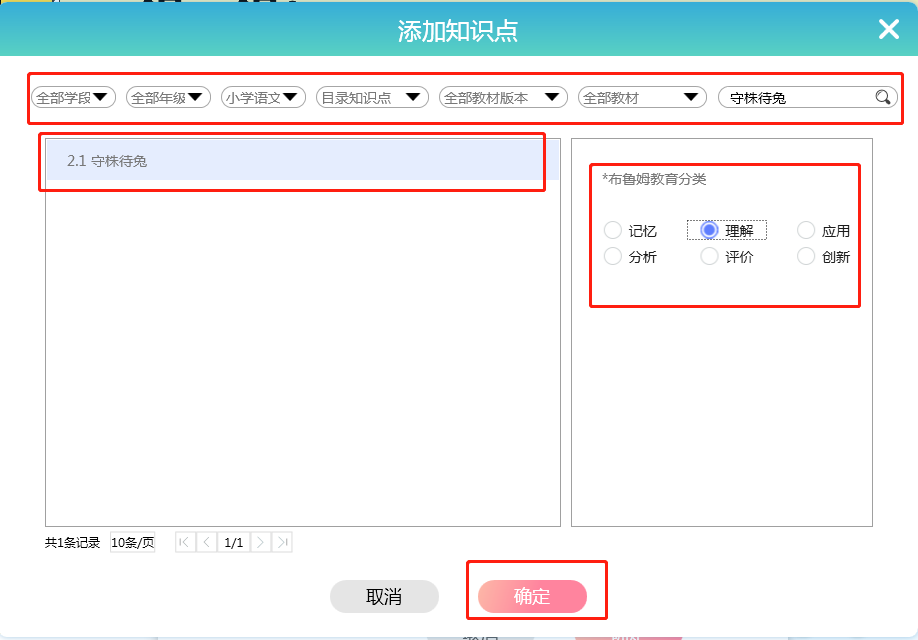 添加知识点
全部学段 全部年级 小学语文 目录知识点 全部教材版本 全部教材 守株待兔
2.1 守株待兔
*布鲁姆教育分类
记忆 理解 应用
分析 评价 创新
共1条记录 10条/页 1/1
取消 确定